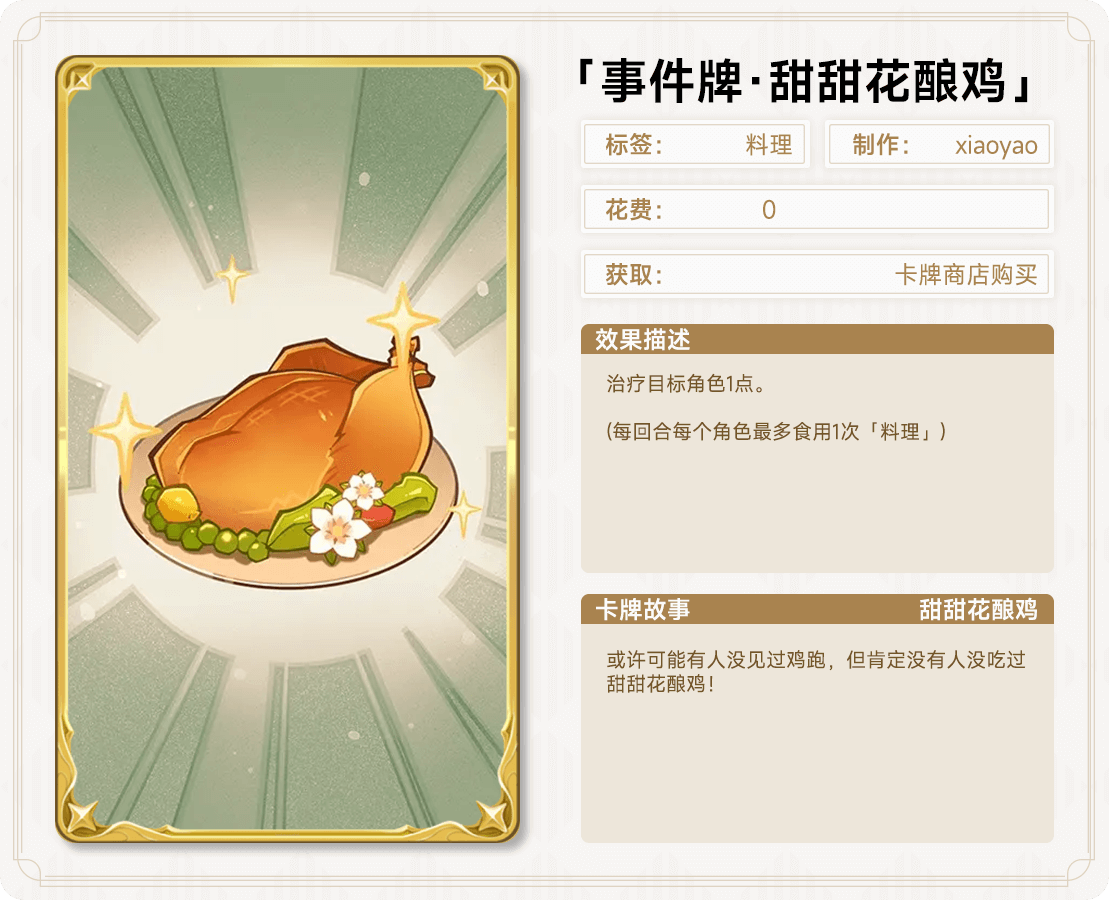 「事件牌·甜甜花酿鸡」
标签： 料理 制作： xiaoyao
花费： 0
获取： 卡牌商店购买
效果描述
治疗目标角色1点。
(每回合每个角色最多食用1次「料理」)
卡牌故事 甜甜花酿鸡
或许可能有人没见过鸡跑，但肯定没有人没吃过
甜甜花酿鸡！